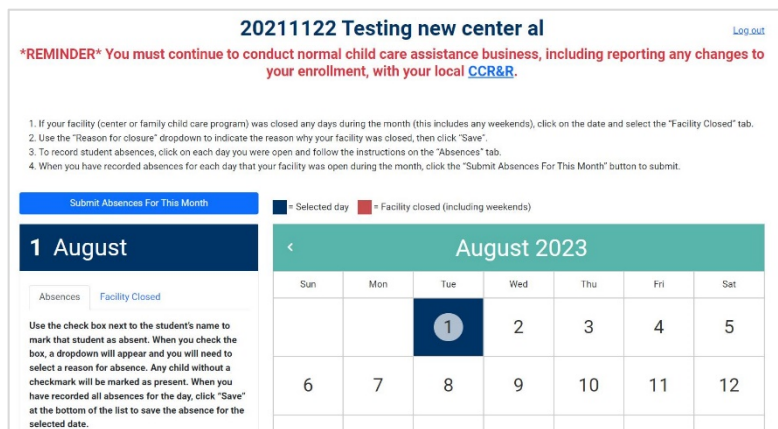 20211122 Testing new center al
Log out
*REMINDER* You must continue to conduct normal child care assistance business, including reporting any changes to
your enrollment, with your local CCR&R.
1. If your facility (center or family child care program) was closed any days during the month (this includes any weekends), click on the date and select the "Facility Closed" tab.
2. Use the "Reason for closure" dropdown to indicate the reason why your facility was closed, then click "Save".
3. To record student absences, click on each day you were open and follow the instructions on the "Absences" tab.
4. When you have recorded absences for each day that your facility was open during the month, click the "Submit Absences For This Month" button to submit.
Submit Absences For This Month
= Selected day = Facility closed (including weekends)
1 August
Absences Facility Closed
Use the check box next to the student's name to
mark that student as absent. When you check the
box, a dropdown will appear and you will need to
select a reason for absence. Any child without a
checkmark will be marked as present. When you
have recorded all absences for the day, click "Save"
at the bottom of the list to save the absence for the
selected date.
< August 2023
Sun Mon Tue Wed Thu Fri Sat
1 2 3 4 5
6 7 8 9 10 11 12